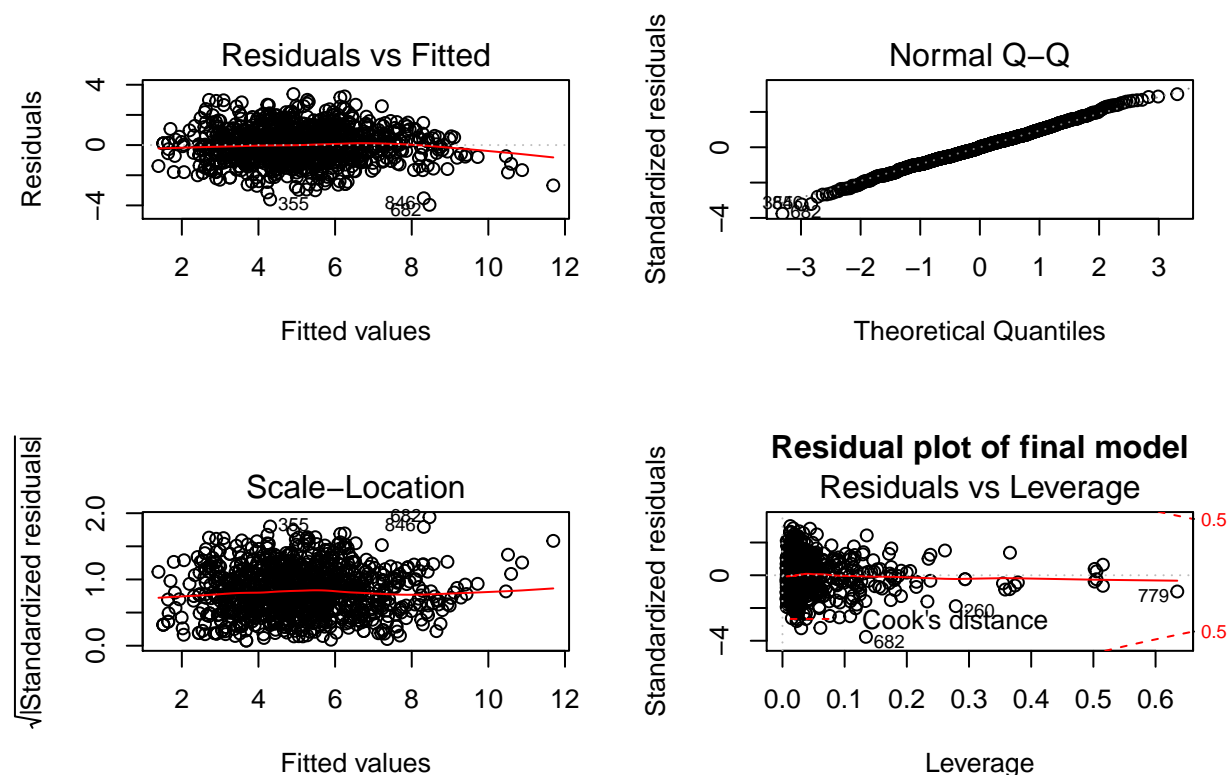 Residuals vs Fitted
Residuals
4
0
−4
355
846
682
2 4 6 8 10 12
Fitted values
Normal Q−Q
Standardized residuals
0
−4
682
−3 −2 −1 0 1 2 3
Theoretical Quantiles
Scale−Location
√|Standardized residuals|
2.0
1.0
0.0
355
682
846
2 4 6 8 10 12
Fitted values
Residual plot of final model
Residuals vs Leverage
Standardized residuals
0
−4
0.5
0.5
779
260
Cook's distance
682
0.0 0.1 0.2 0.3 0.4 0.5 0.6
Leverage